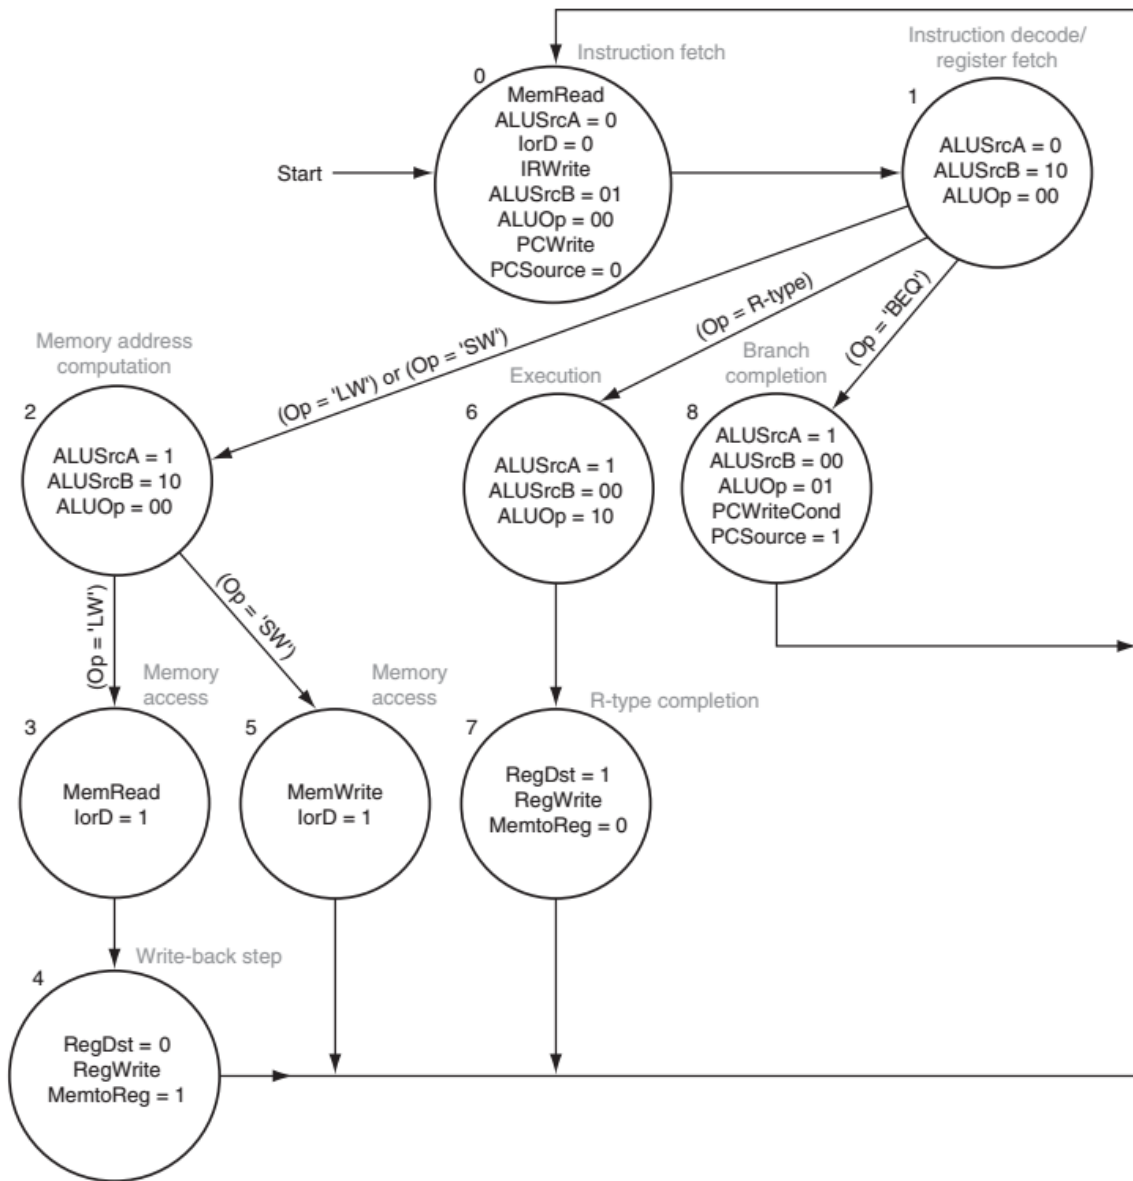 Instruction fetch
0
MemRead
ALUSrcA = 0
IorD = 0
IRWrite
ALUSrcB = 01
ALUOp = 00
PCWrite
PCSource = 0
Start
Instruction decode/
register fetch
1
ALUSrcA = 0
ALUSrcB = 10
ALUOp = 00
(Op = 'LW') or (Op = 'SW')
(Op = R-type)
(Op = 'BEQ')
Memory address
computation
2
ALUSrcA = 1
ALUSrcB = 10
ALUOp = 00
Execution
6
ALUSrcA = 1
ALUSrcB = 00
ALUOp = 10
Branch
completion
8
ALUSrcA = 1
ALUSrcB = 00
ALUOp = 01
PCWriteCond
PCSource = 1
(Op = 'LW')
(Op = 'SW')
Memory
access
3
MemRead
IorD = 1
Memory
access
5
MemWrite
IorD = 1
R-type completion
7
RegDst = 1
RegWrite
MemtoReg = 0
Write-back step
4
RegDst = 0
RegWrite
MemtoReg = 1